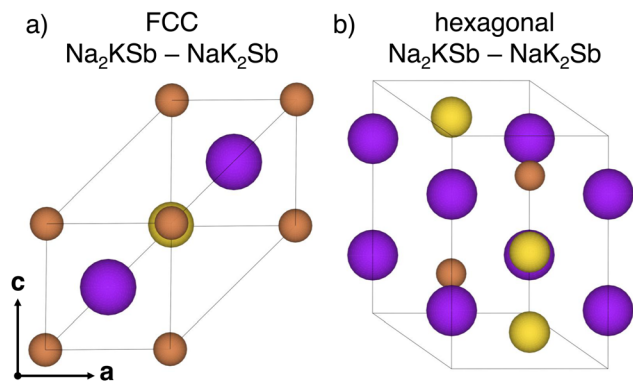 a)
FCC
Na₂KSb – NaK₂Sb
b)
hexagonal
Na₂KSb – NaK₂Sb
c
a